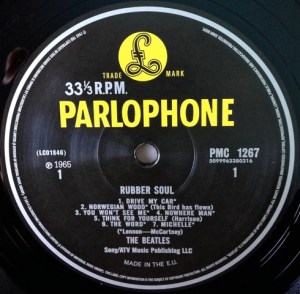 TRADE MARK
33⅓ R.P.M.
PARLOPHONE
(LC01846)
PMC 1267
5099963380316
℗ 1965
1
1
RUBBER SOUL
1. DRIVE MY CAR*
2. NORWEGIAN WOOD* (This Bird has flown)
3. YOU WON'T SEE ME* 4. NOWHERE MAN*
5. THINK FOR YOURSELF (Harrison)
6. THE WORD* 7. MICHELLE*
(*Lennon—McCartney)
THE BEATLES
Sony/ATV Music Publishing LLC
MADE IN THE E.U.